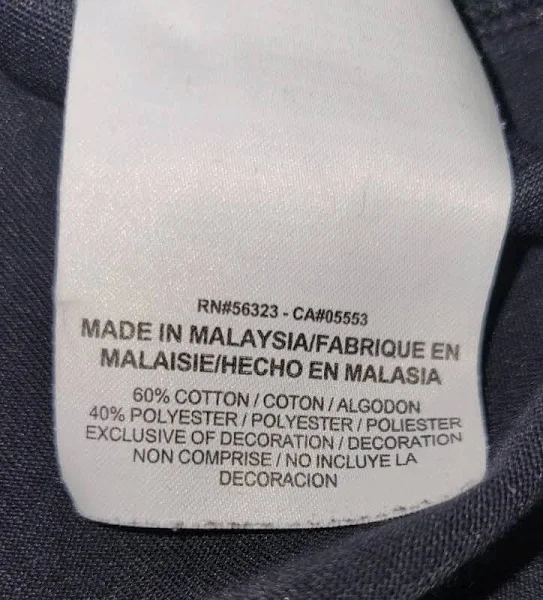 RN#56323 - CA#05553
MADE IN MALAYSIA/FABRIQUE EN
MALAISIE/HECHO EN MALASIA
60% COTTON / COTON / ALGODON
40% POLYESTER / POLYESTER / POLIESTER
EXCLUSIVE OF DECORATION / DECORATION
NON COMPRISE / NO INCLUYE LA
DECORACION